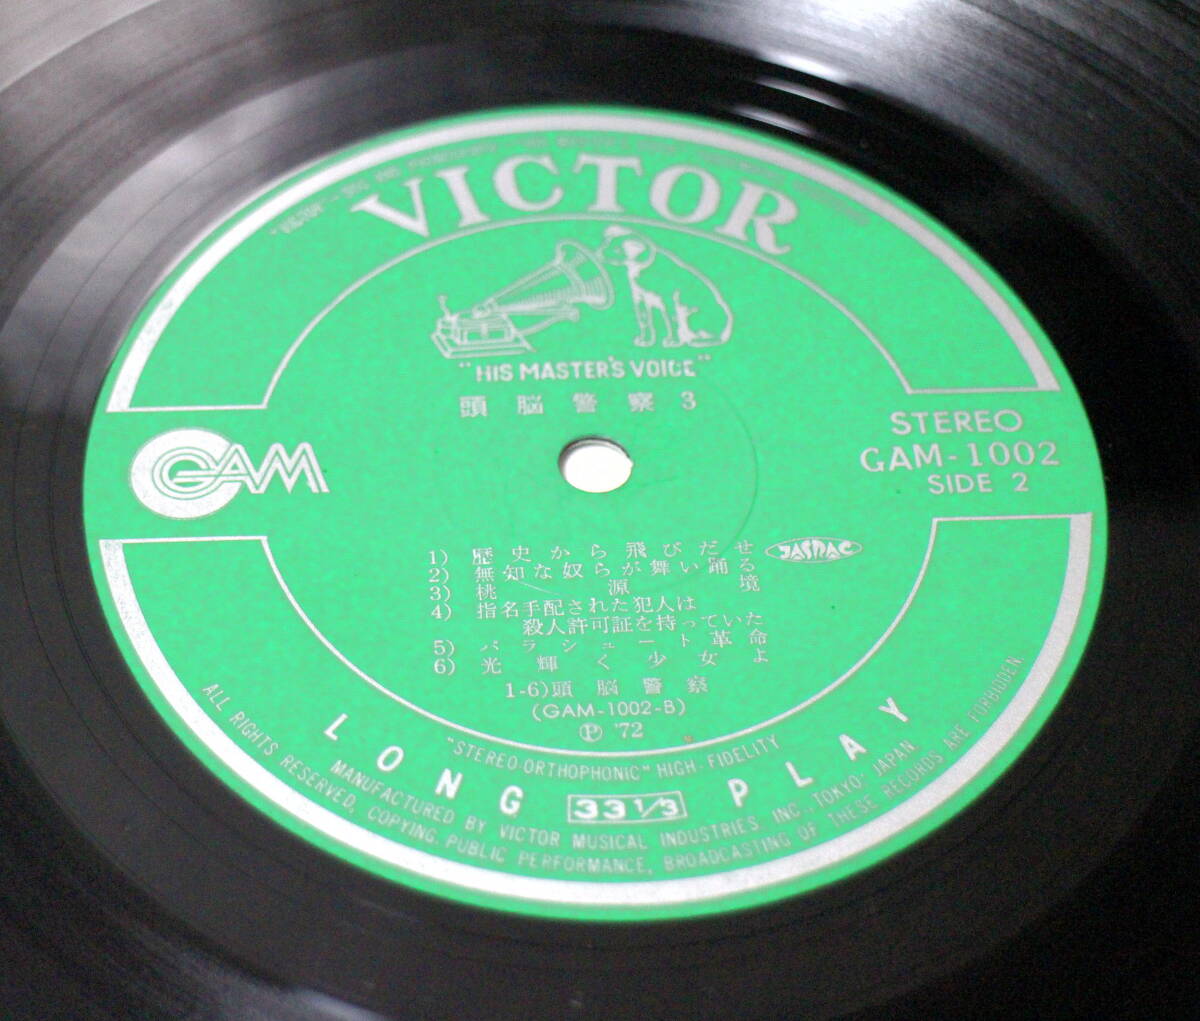 VICTOR
"HIS MASTER'S VOICE"
頭脳警察3
GAM
STEREO
GAM-1002
SIDE 2
1) 歴史から飛びだせ
JASRAC
2) 無知な奴らが舞い踊る
3) 桃源境
4) 指名手配された犯人は
殺人許可証を持っていた
5) パラシュート革命
6) 光輝く少女よ
1-6)頭脳警察
(GAM-1002-B)
Ⓟ '72
"STEREO-ORTHOPHONIC" HIGH-FIDELITY
LONG 33 1/3 PLAY
MANUFACTURED BY VICTOR MUSICAL INDUSTRIES, INC., TOKYO, JAPAN
ALL RIGHTS RESERVED, COPYING, PUBLIC PERFORMANCE, BROADCASTING OF THESE RECORDS ARE FORBIDDEN